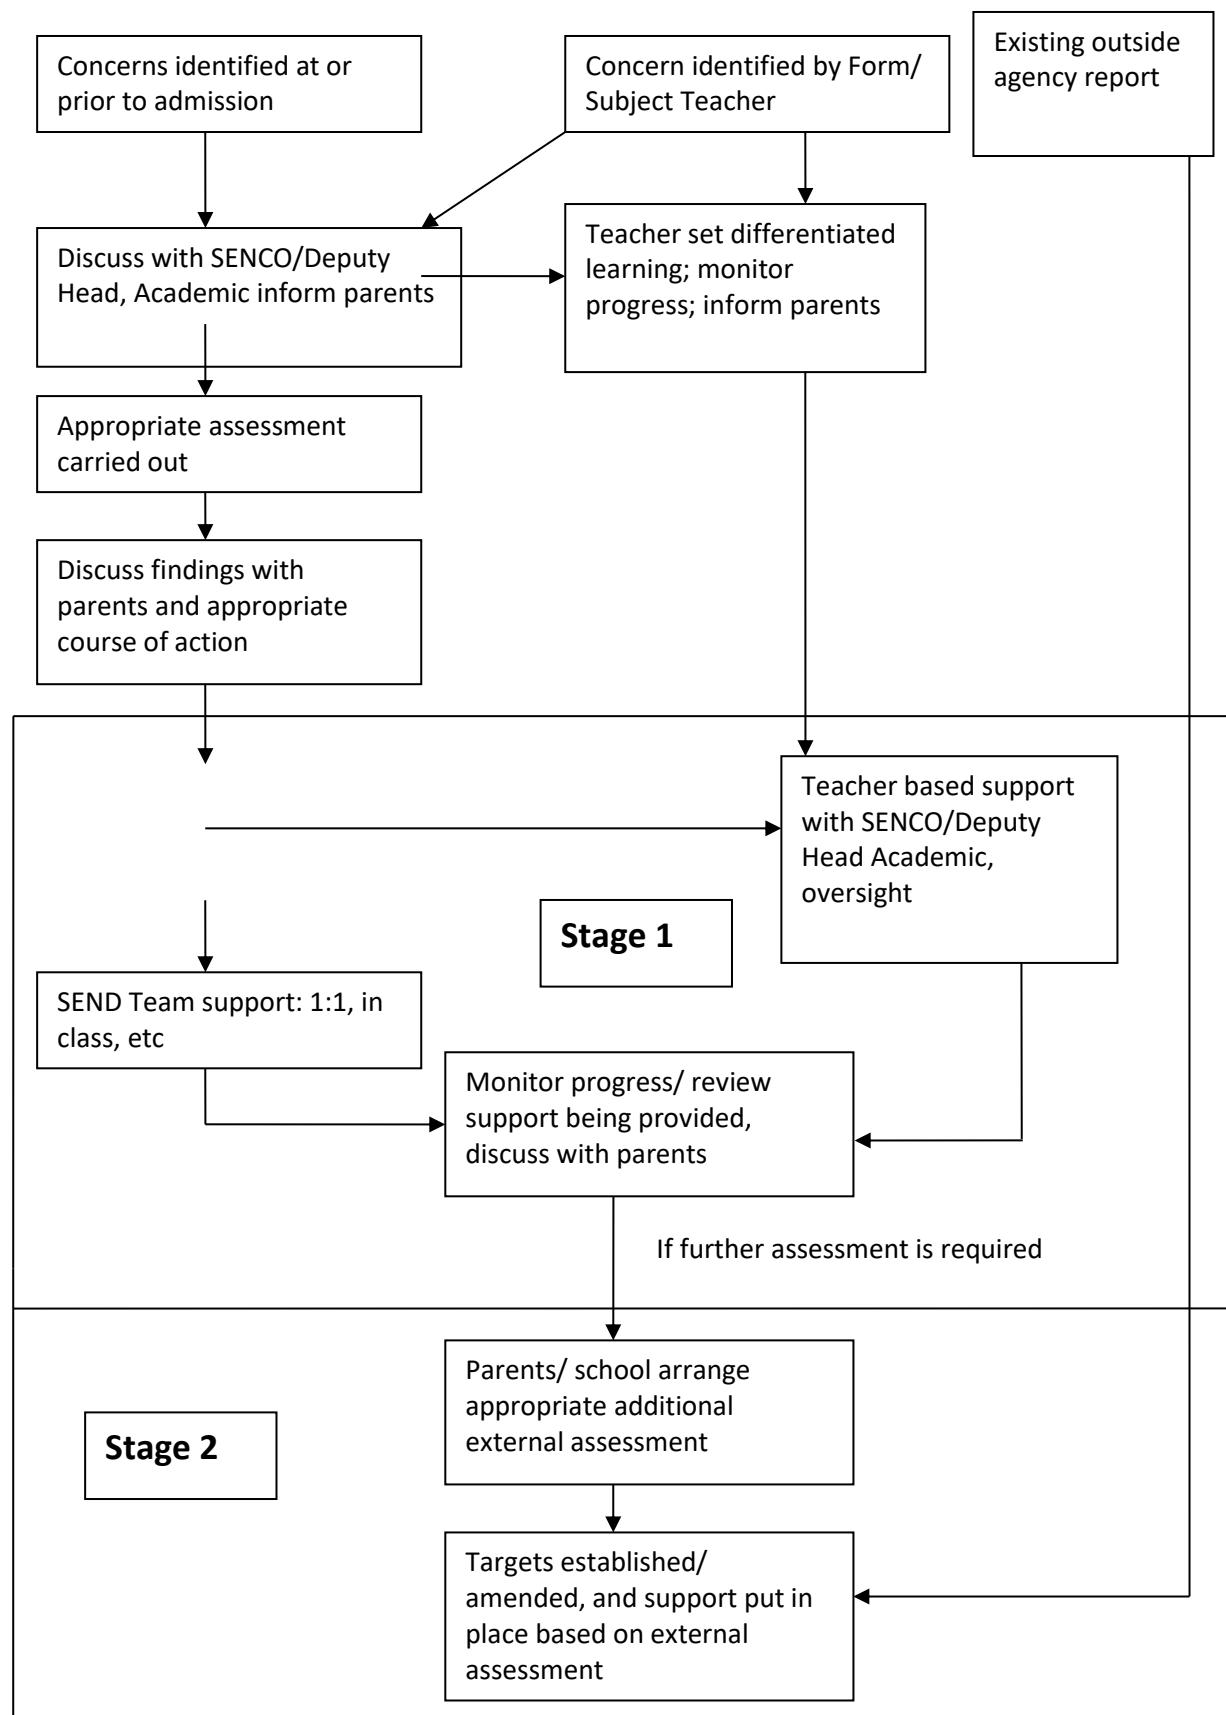 Concerns identified at or
prior to admission
Concern identified by Form/
Subject Teacher
Existing outside
agency report
Discuss with SENCO/Deputy
Head, Academic inform parents
Teacher set differentiated
learning; monitor
progress; inform parents
Appropriate assessment
carried out
Discuss findings with
parents and appropriate
course of action
Teacher based support
with SENCO/Deputy
Head Academic,
oversight
Stage 1
SEND Team support: 1:1, in
class, etc
Monitor progress/ review
support being provided,
discuss with parents
If further assessment is required
Parents/ school arrange
appropriate additional
external assessment
Stage 2
Targets established/
amended, and support put in
place based on external
assessment